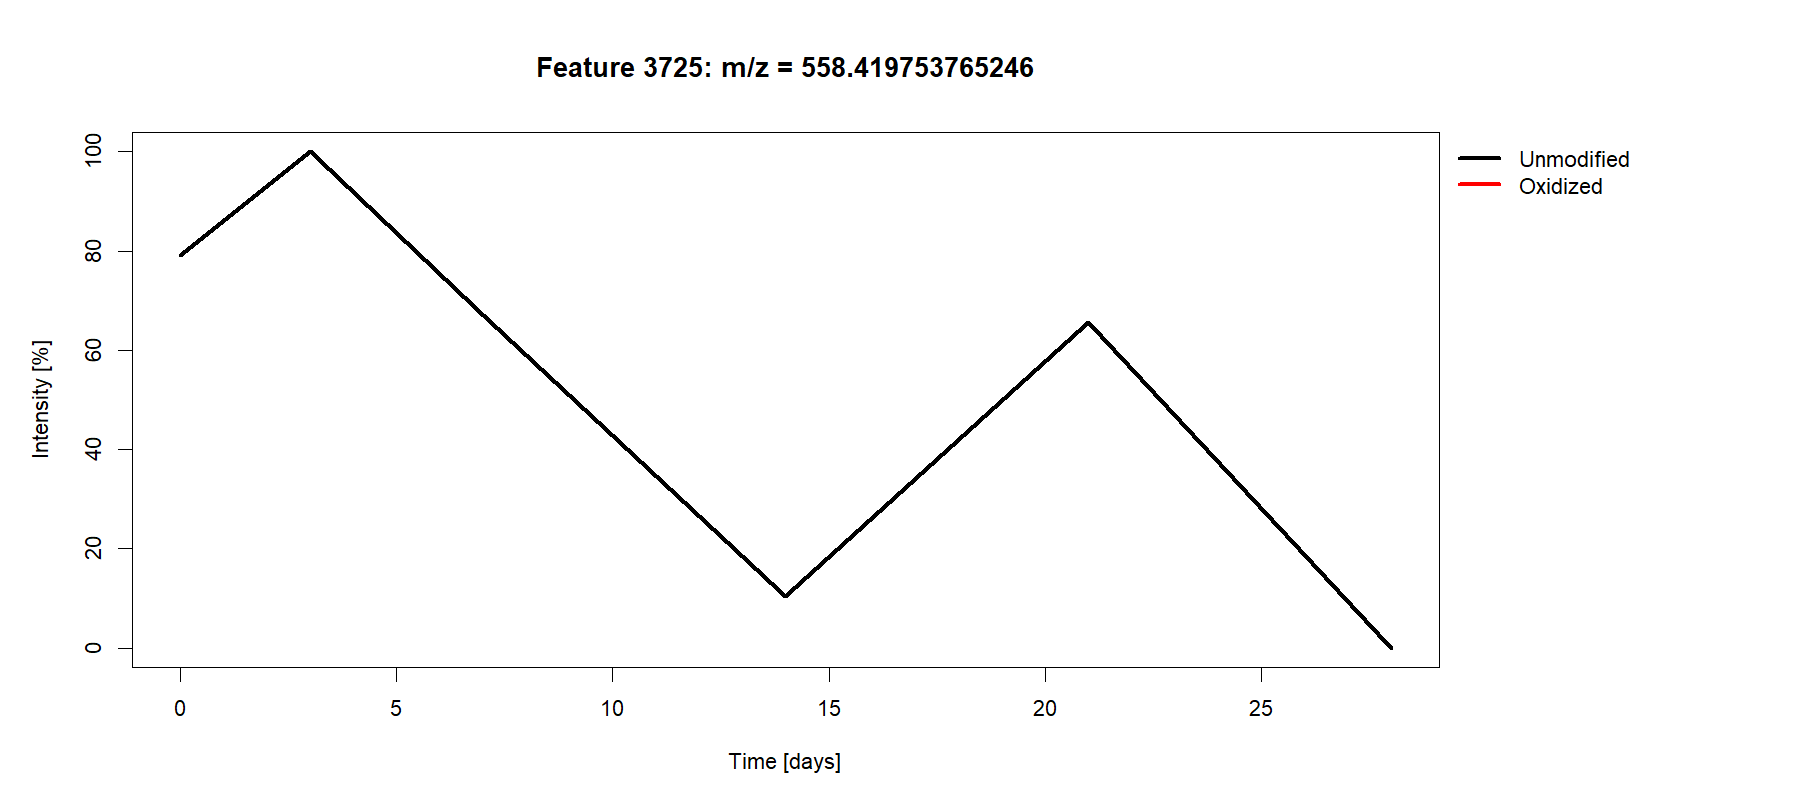 Feature 3725: m/z = 558.419753765246
Unmodified
Oxidized
Intensity [%]
100
80
60
40
20
0
0 5 10 15 20 25
Time [days]